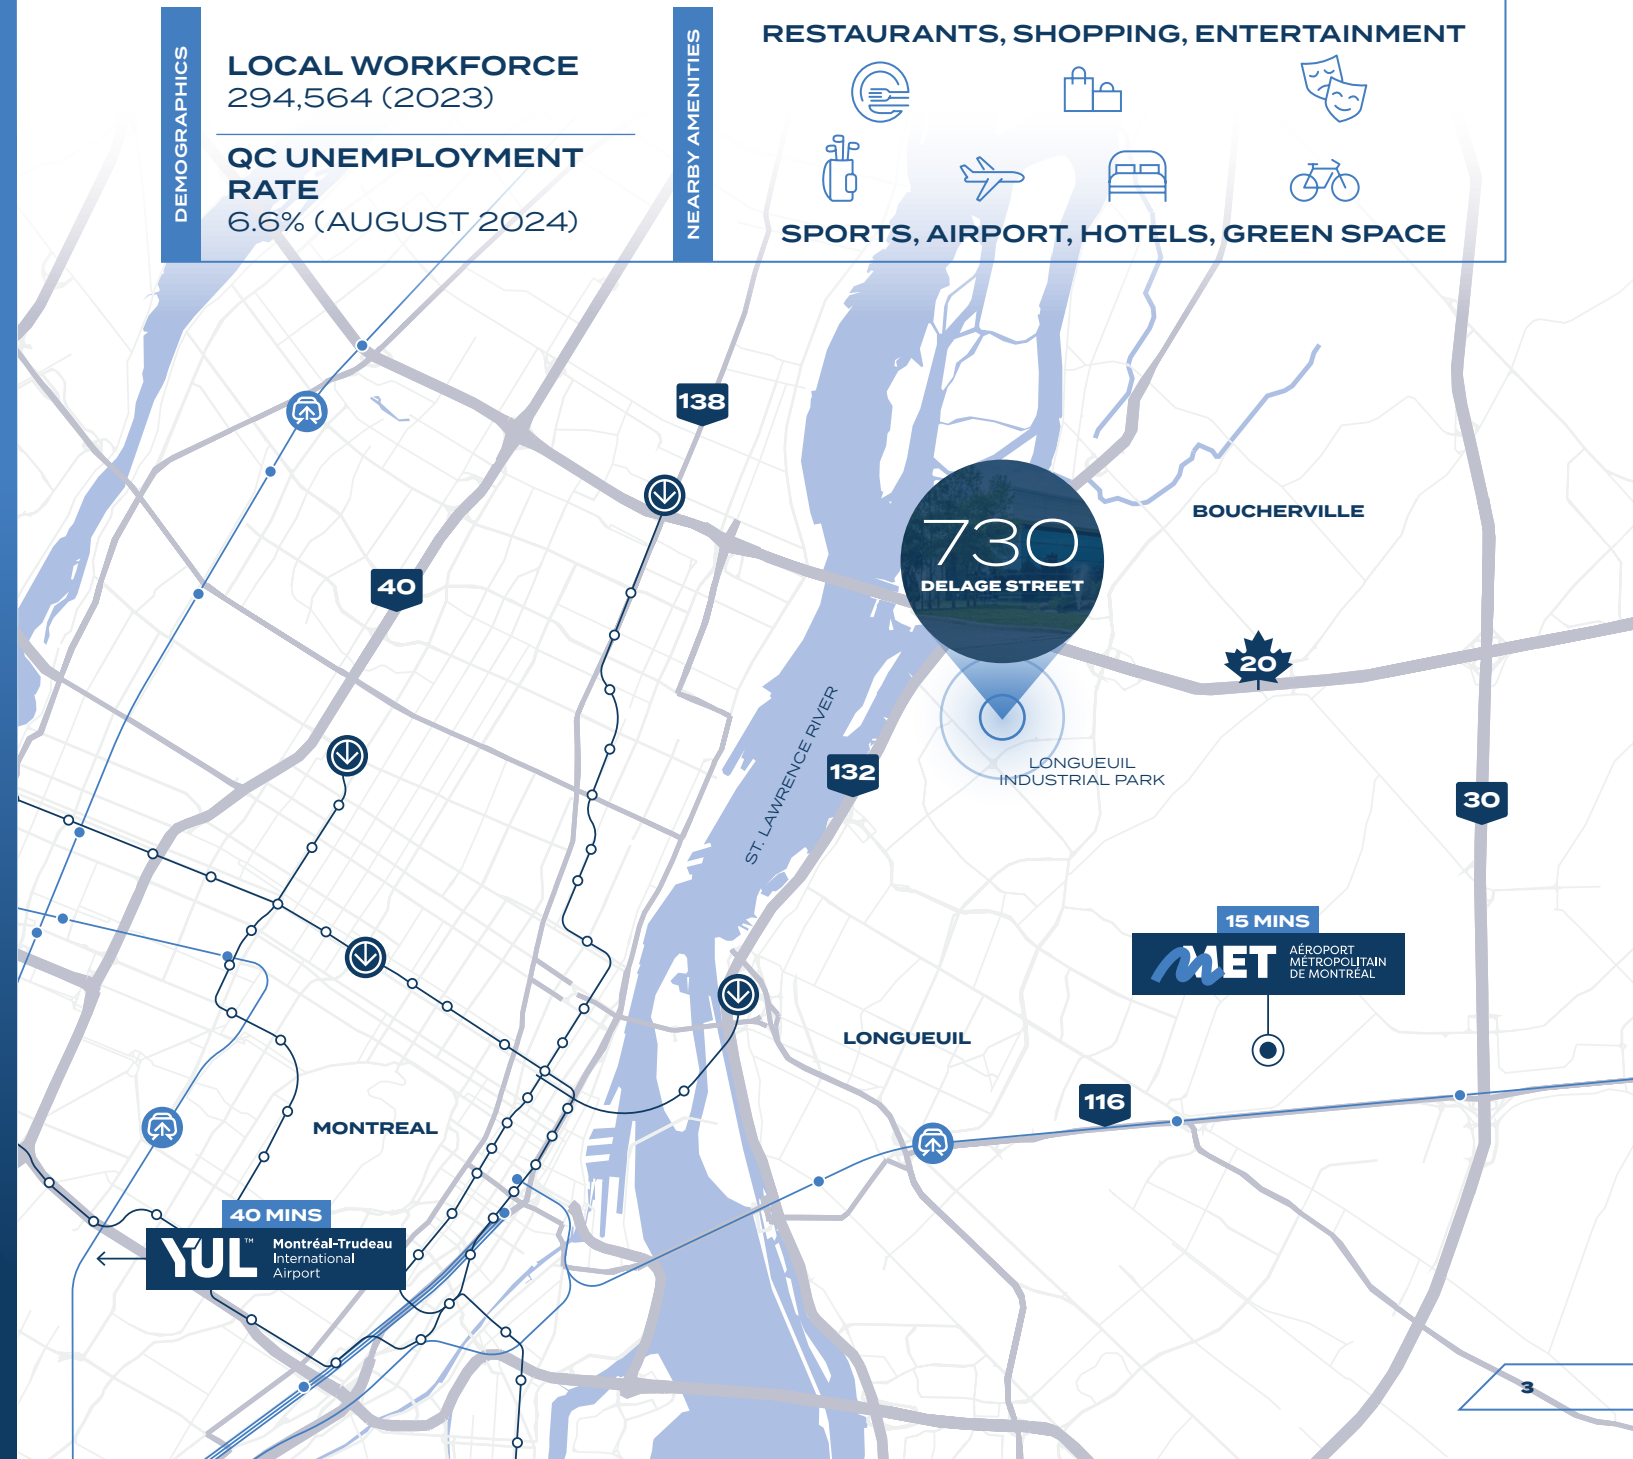 DEMOGRAPHICS
LOCAL WORKFORCE
294,564 (2023)
QC UNEMPLOYMENT
RATE
6.6% (AUGUST 2024)
NEARBY AMENITIES
RESTAURANTS, SHOPPING, ENTERTAINMENT
SPORTS, AIRPORT, HOTELS, GREEN SPACE
138
40
730
DELAGE STREET
BOUCHERVILLE
20
ST. LAWRENCE RIVER
132
LONGUEUIL
INDUSTRIAL PARK
30
15 MINS
MET
AÉROPORT
MÉTROPOLITAIN
DE MONTRÉAL
LONGUEUIL
116
MONTREAL
40 MINS
YUL™
Montréal-Trudeau
International
Airport
3